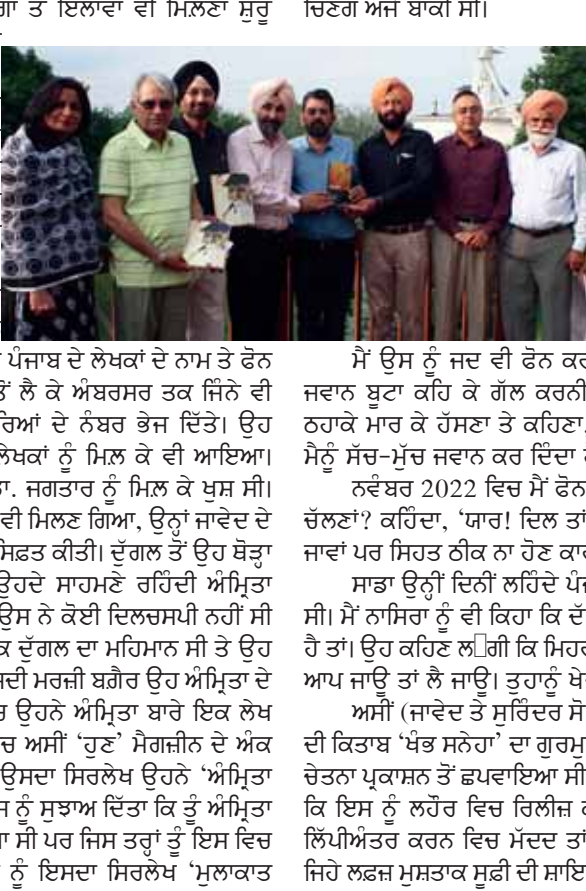 ਤੋਂ ਇਲਾਵਾ ਵੀ ਮਿਲਣਾ ਸ਼ੁਰੂ
ਪੰਜਾਬ ਦੇ ਲੇਖਕਾਂ ਦੇ ਨਾਮ ਤੇ ਫੋਨ
ਤੋਂ ਲੈ ਕੇ ਅੰਬਰਸਰ ਤਕ ਜਿੰਨੇ ਵੀ
ਰਿਆਂ ਦੇ ਨੰਬਰ ਭੇਜ ਦਿੱਤੇ। ਉਹ
ਲੇਖਕਾਂ ਨੂੰ ਮਿਲ ਕੇ ਵੀ ਆਇਆ।
ਜਗਤਾਰ ਨੂੰ ਮਿਲ ਕੇ ਖੁਸ਼ ਸੀ।
ਵੀ ਮਿਲਣ ਗਿਆ, ਉਨ੍ਹਾਂ ਜਾਵੇਦ ਦੇ
ਸਿਫ਼ਤ ਕੀਤੀ। ਦੁੱਗਲ ਤੋਂ ਉਹ ਥੋੜ੍ਹਾ
ਉਹਦੇ ਸਾਹਮਣੇ ਰਹਿੰਦੀ ਅੰਮ੍ਰਿਤਾ
ਉਸ ਨੇ ਕੋਈ ਦਿਲਚਸਪੀ ਨਹੀਂ ਸੀ
ਦੁੱਗਲ ਦਾ ਮਹਿਮਾਨ ਸੀ ਤੇ ਉਹ
ਸਦੀ ਮਰਜ਼ੀ ਬਗ਼ੈਰ ਉਹ ਅੰਮ੍ਰਿਤਾ ਦੇ
ਉਹਨੇ ਅੰਮ੍ਰਿਤਾ ਬਾਰੇ ਇਕ ਲੇਖ
ਚ ਅਸੀਂ ‘ਹੁਣ’ ਮੈਗਜ਼ੀਨ ਦੇ ਅੰਕ
ਉਸਦਾ ਸਿਰਲੇਖ ਉਹਨੇ ‘ਅੰਮ੍ਰਿਤਾ
ਸ ਨੂੰ ਸੁਝਾਅ ਦਿੱਤਾ ਕਿ ਤੂੰ ਅੰਮ੍ਰਿਤਾ
ਸੀ ਪਰ ਜਿਸ ਤਰ੍ਹਾਂ ਤੂੰ ਇਸ ਵਿਚ
ਨੂੰ ਇਸਦਾ ਸਿਰਲੇਖ ‘ਮੁਲਾਕਾਤ
ਚਿਣਗ ਅਜੇ ਬਾਕੀ ਸੀ।
ਮੈਂ ਉਸ ਨੂੰ ਜਦ ਵੀ ਫੋਨ ਕਰ
ਜਵਾਨ ਬੂਟਾ ਕਹਿ ਕੇ ਗੱਲ ਕਰਨੀ
ਠਹਾਕੇ ਮਾਰ ਕੇ ਹੱਸਣਾ ਤੇ ਕਹਿਣਾ
ਮੈਨੂੰ ਸੱਚ-ਮੁੱਚ ਜਵਾਨ ਕਰ ਦਿੰਦਾ
ਨਵੰਬਰ 2022 ਵਿਚ ਮੈਂ ਫੋਨ
ਚੱਲਣਾਂ? ਕਹਿੰਦਾ, ‘ਯਾਰ! ਦਿਲ ਤਾਂ
ਜਾਵਾਂ ਪਰ ਸਿਹਤ ਠੀਕ ਨਾ ਹੋਣ ਕਾਰ
ਸਾਡਾ ਉਨ੍ਹੀਂ ਦਿਨੀਂ ਲਹਿੰਦੇ ਪੰਜ
ਸੀ। ਮੈਂ ਨਾਸਿਰਾ ਨੂੰ ਵੀ ਕਿਹਾ ਕਿ ਦੱ
ਹੈ ਤਾਂ। ਉਹ ਕਹਿਣ ਲ▯ਗੀ ਕਿ ਮਿਹਰ
ਆਪ ਜਾਊ ਤਾਂ ਲੈ ਜਾਊ। ਤੁਹਾਨੂੰ ਖੇ
ਅਸੀਂ (ਜਾਵੇਦ ਤੇ ਸੁਰਿੰਦਰ ਸੋ
ਦੀ ਕਿਤਾਬ ‘ਖੰਭ ਸਨੇਹਾ’ ਦਾ ਗੁਰਮੁ
ਚੇਤਨਾ ਪ੍ਰਕਾਸ਼ਨ ਤੋਂ ਛਪਵਾਇਆ ਸੀ
ਕਿ ਇਸ ਨੂੰ ਲਹੌਰ ਵਿਚ ਰਿਲੀਜ਼
ਲਿੱਪੀਅੰਤਰ ਕਰਨ ਵਿਚ ਮੱਦਦ ਤਾਂ
ਜਿਹੇ ਲਫ਼ਜ਼ ਮੁਸ਼ਤਾਕ ਸੂਫ਼ੀ ਦੀ ਸ਼ਾਇ